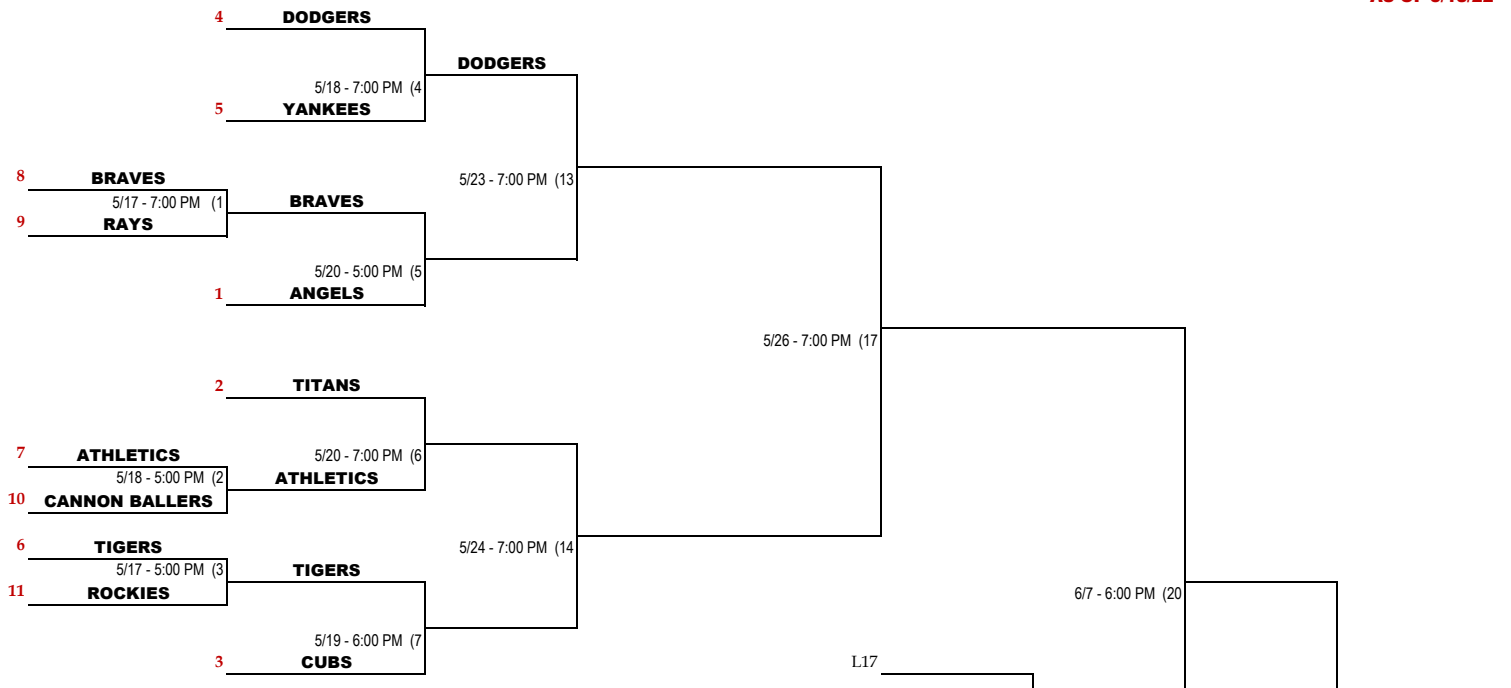 4 DODGERS
DODGERS
5/18 - 7:00 PM (4
5 YANKEES
8 BRAVES
5/23 - 7:00 PM (13
5/17 - 7:00 PM (1
BRAVES
9 RAYS
5/20 - 5:00 PM (5
1 ANGELS
5/26 - 7:00 PM (17
2 TITANS
7 ATHLETICS
5/20 - 7:00 PM (6
5/18 - 5:00 PM (2
ATHLETICS
10 CANNON BALLERS
6 TIGERS
5/24 - 7:00 PM (14
5/17 - 5:00 PM (3
TIGERS
11 ROCKIES
6/7 - 6:00 PM (20
5/19 - 6:00 PM (7
3 CUBS
L17